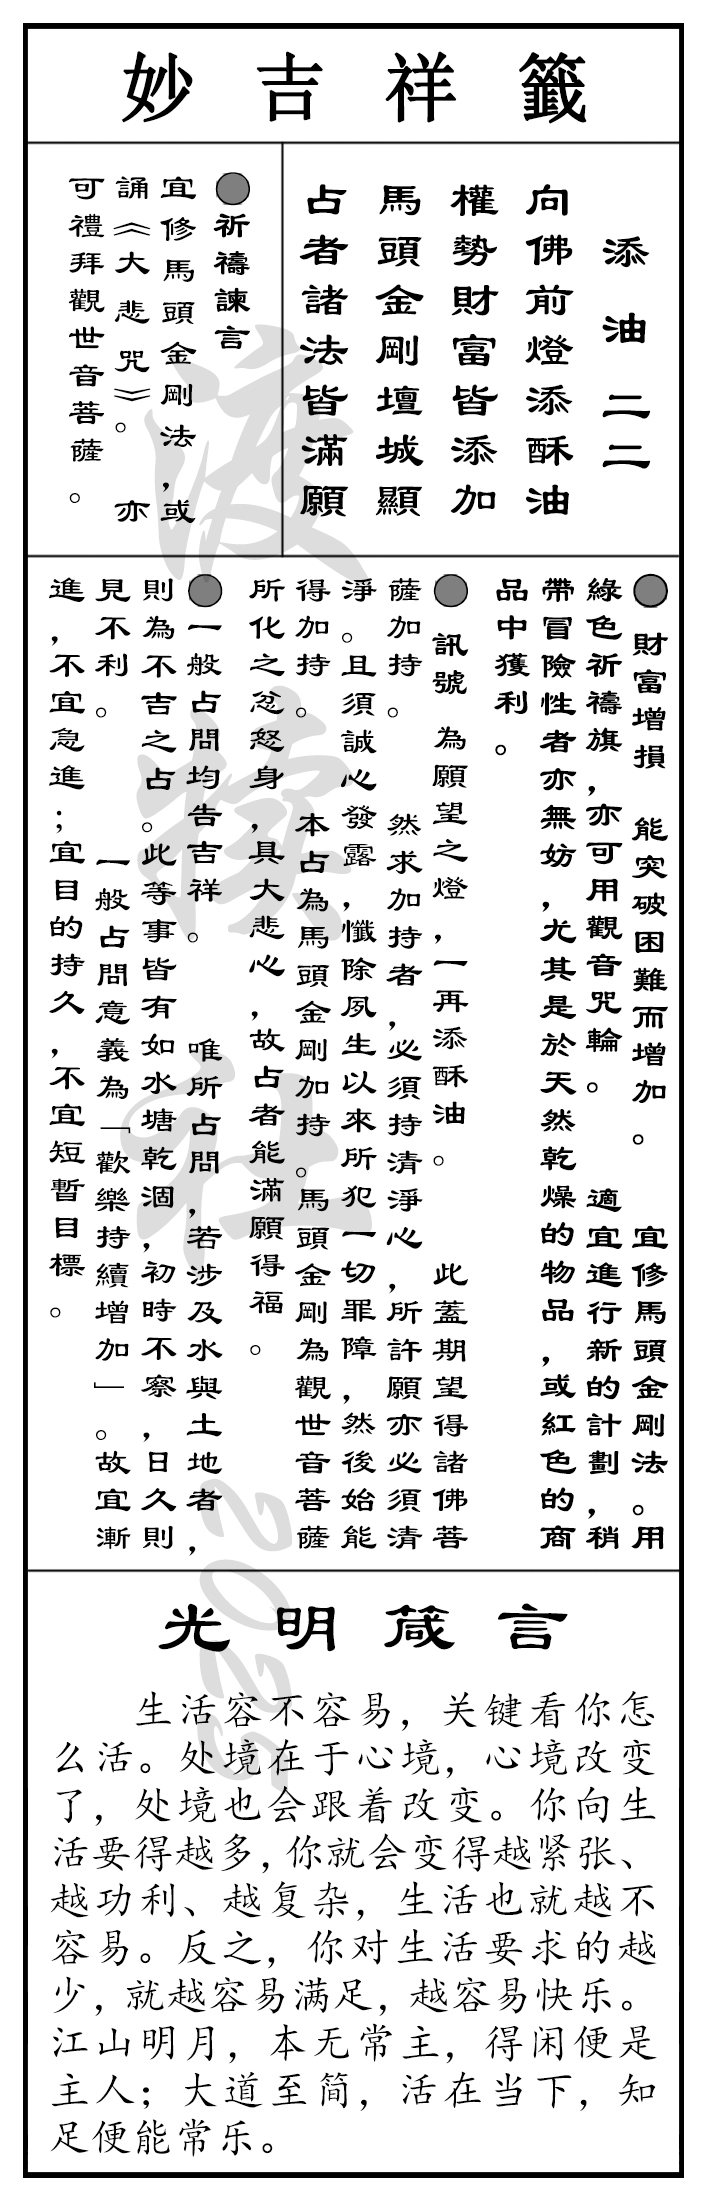 妙吉祥籤
添油 二二
向佛前燈添酥油
權勢財富皆添加
馬頭金剛壇城顯
占者諸法皆滿願
●祈禱諫言
宜修馬頭金剛法，或
誦《大悲咒》。 亦
可禮拜觀世音菩薩。
● 財富增損 能突破困難而增加。 宜修馬頭金剛法。用
綠色祈禱旗，亦可用觀音咒輪。 適宜進行新的計劃，稍
帶冒險性者亦無妨，尤其是於天然乾燥的物品，或紅色的商
品中獲利。
● 訊號 為願望之燈，一再添酥油。 此蓋期望得諸佛菩
薩加持。 然求加持者，必須持清淨心，所許願亦必須清
淨。且須誠心發露，懺除夙生以來所犯一切罪障，然後始能
得加持。 本占為馬頭金剛加持。馬頭金剛為觀世音菩薩
所化之忿怒身，具大悲心，故占者能滿願得福。
●一般占問均告吉祥。 唯所占問，若涉及水與土地者，
則為不吉之占。此等事皆有如水塘乾涸，初時不察，日久則
見不利。 一般占問意義為「歡樂持續增加」。故宜漸
進，不宜急進；宜目的持久，不宜短暫目標。
光明箴言
生活容不容易，关键看你怎
么活。处境在于心境，心境改变
了，处境也会跟着改变。你向生
活要得越多，你就会变得越紧张、
越功利、越复杂，生活也就越不
容易。反之，你对生活要求的越
少，就越容易满足，越容易快乐。
江山明月，本无常主，得闲便是
主人；大道至简，活在当下，知
足便能常乐。
渡犢社
2025